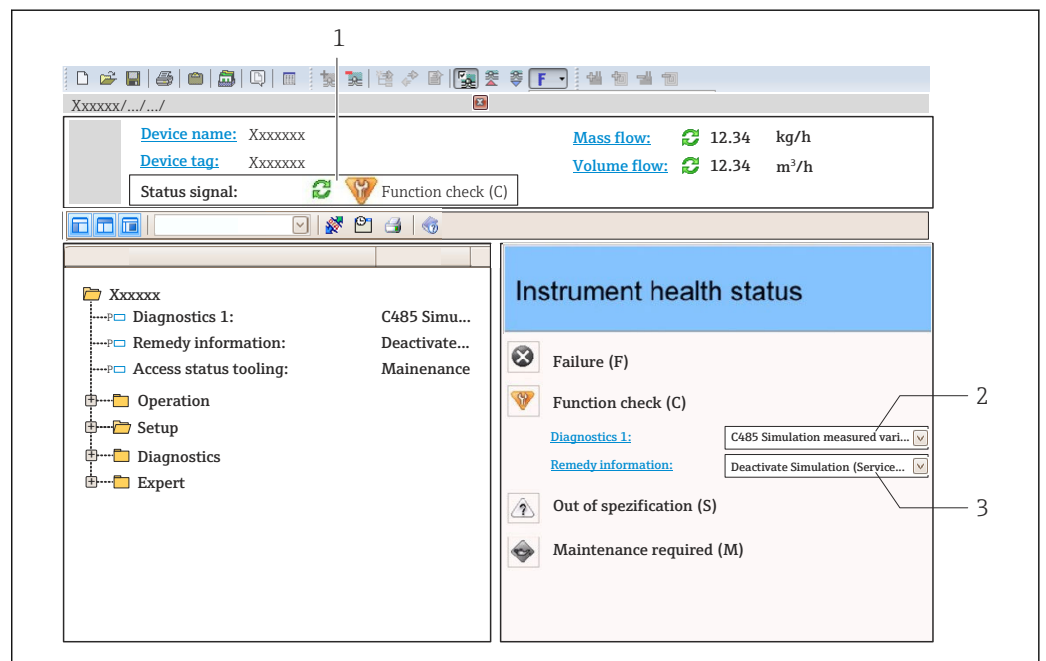 1
F
Xxxxxx/.../.../
Device name: Xxxxxxx
Mass flow: 12.34 kg/h
Device tag: Xxxxxxx
Volume flow: 12.34 m³/h
Status signal: Function check (C)
Xxxxxx
P Diagnostics 1: C485 Simu...
P Remedy information: Deactivate...
P Access status tooling: Mainenance
Operation
Setup
Diagnostics
Expert
Instrument health status
Failure (F)
Function check (C)
2
Diagnostics 1: C485 Simulation measured vari...
Remedy information: Deactivate Simulation (Service...
Out of spezification (S)
3
Maintenance required (M)